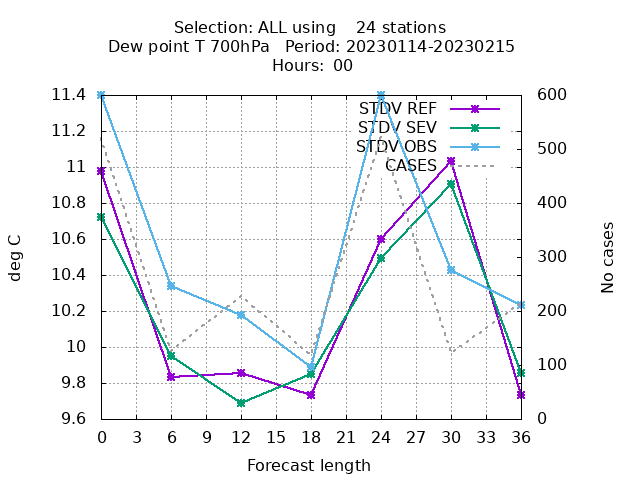 Selection: ALL using    24 stations
Dew point T 700hPa   Period: 20230114-20230215
Hours:  00
11.4
11.2
11
10.8
10.6
10.4
10.2
10
9.8
9.6
deg C
STDV REF
STDV SEV
STDV OBS
CASES
600
500
400
300
200
100
0
No cases
0 3 6 9 12 15 18 21 24 27 30 33 36
Forecast length